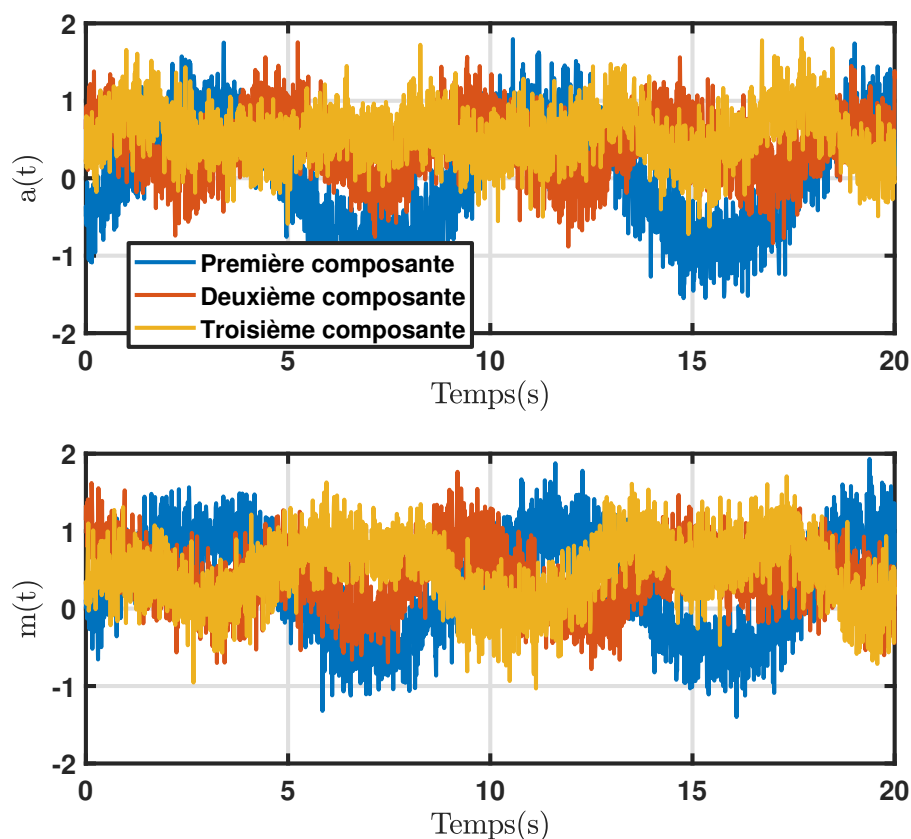 2
1
0
-1
-2
a(t)
Première composante
Deuxième composante
Troisième composante
0 5 10 15 20
Temps(s)
2
1
0
-1
-2
m(t)
0 5 10 15 20
Temps(s)